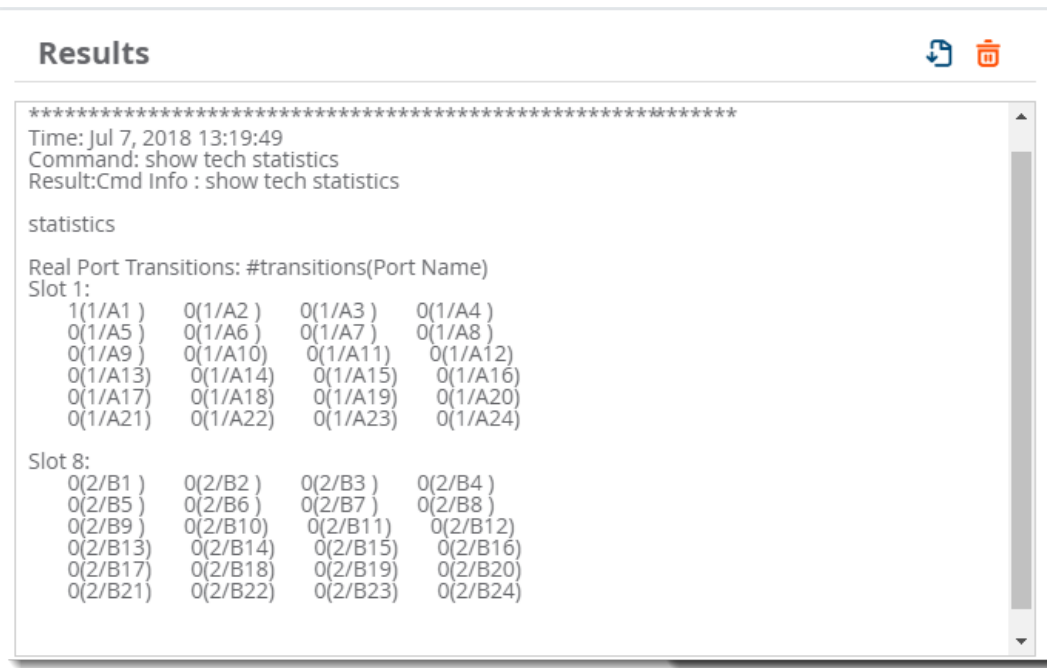 Results
************************************************************
Time: Jul 7, 2018 13:19:49
Command: show tech statistics
Result:Cmd Info : show tech statistics
statistics
Real Port Transitions: #transitions(Port Name)
Slot 1:
1(1/A1 ) 0(1/A2 ) 0(1/A3 ) 0(1/A4 )
0(1/A5 ) 0(1/A6 ) 0(1/A7 ) 0(1/A8 )
0(1/A9 ) 0(1/A10) 0(1/A11) 0(1/A12)
0(1/A13) 0(1/A14) 0(1/A15) 0(1/A16)
0(1/A17) 0(1/A18) 0(1/A19) 0(1/A20)
0(1/A21) 0(1/A22) 0(1/A23) 0(1/A24)
Slot 8:
0(2/B1 ) 0(2/B2 ) 0(2/B3 ) 0(2/B4 )
0(2/B5 ) 0(2/B6 ) 0(2/B7 ) 0(2/B8 )
0(2/B9 ) 0(2/B10) 0(2/B11) 0(2/B12)
0(2/B13) 0(2/B14) 0(2/B15) 0(2/B16)
0(2/B17) 0(2/B18) 0(2/B19) 0(2/B20)
0(2/B21) 0(2/B22) 0(2/B23) 0(2/B24)